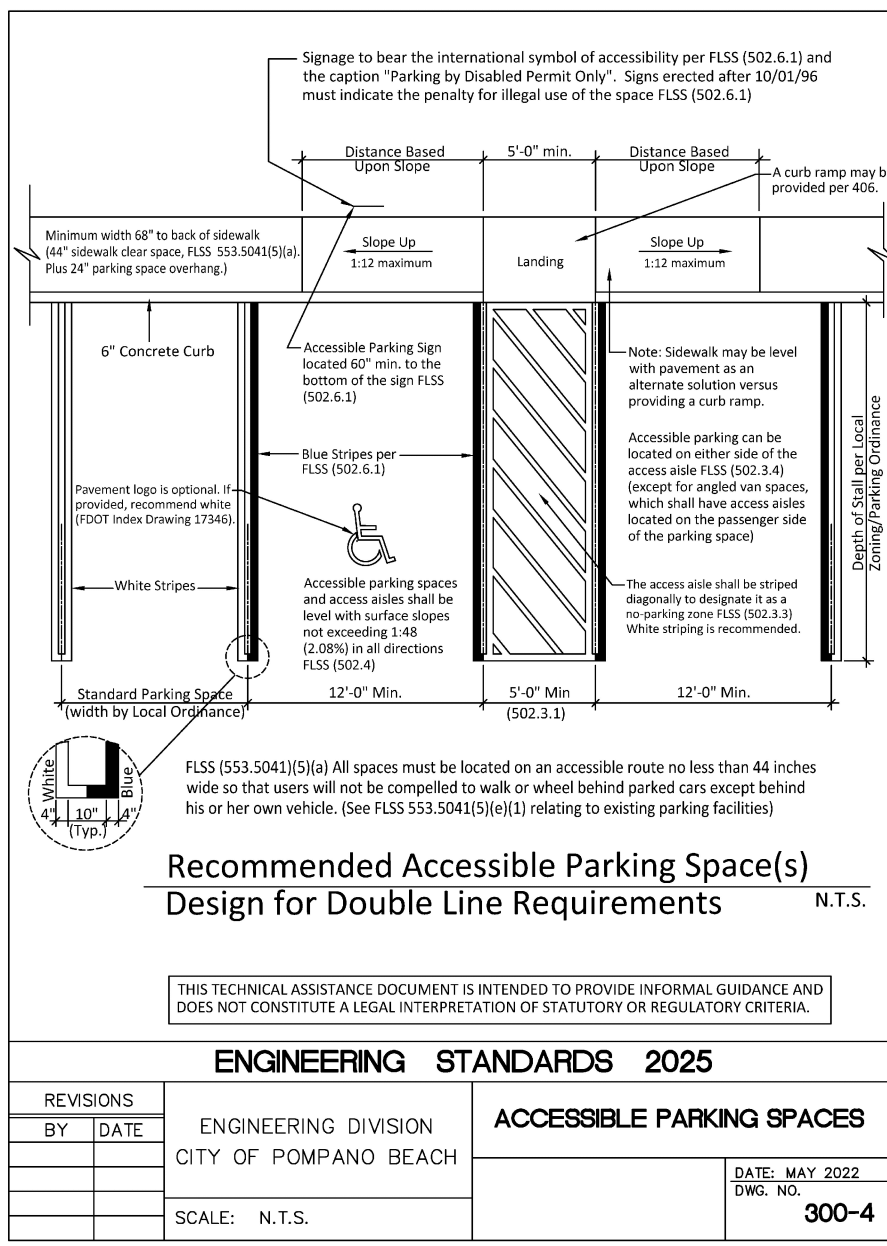 Signage to bear the international symbol of accessibility per FLSS (502.6.1) and
the caption "Parking by Disabled Permit Only". Signs erected after 10/01/96
must indicate the penalty for illegal use of the space FLSS (502.6.1)
Distance Based
Upon Slope
5'-0" min.
Distance Based
Upon Slope
A curb ramp may b
provided per 406.
Minimum width 68" to back of sidewalk
(44" sidewalk clear space, FLSS 553.5041(5)(a).
Plus 24" parking space overhang.)
Slope Up
1:12 maximum
Landing
Slope Up
1:12 maximum
6" Concrete Curb
Accessible Parking Sign
located 60" min. to the
bottom of the sign FLSS
(502.6.1)
Note: Sidewalk may be level
with pavement as an
alternate solution versus
providing a curb ramp.
Blue Stripes per
FLSS (502.6.1)
Accessible parking can be
located on either side of the
access aisle FLSS (502.3.4)
(except for angled van spaces,
which shall have access aisles
located on the passenger side
of the parking space)
Depth of Stall per Local
Zoning/Parking Ordinance
Pavement logo is optional. If
provided, recommend white
(FDOT Index Drawing 17346).
White Stripes
Accessible parking spaces
and access aisles shall be
level with surface slopes
not exceeding 1:48
(2.08%) in all directions
FLSS (502.4)
The access aisle shall be striped
diagonally to designate it as a
no-parking zone FLSS (502.3.3)
White striping is recommended.
Standard Parking Space
(width by Local Ordinance)
12'-0" Min.
5'-0" Min
(502.3.1)
12'-0" Min.
White
Blue
4" 10" 4"
(Typ.)
FLSS (553.5041)(5)(a) All spaces must be located on an accessible route no less than 44 inches
wide so that users will not be compelled to walk or wheel behind parked cars except behind
his or her own vehicle. (See FLSS 553.5041(5)(e)(1) relating to existing parking facilities)
Recommended Accessible Parking Space(s)
Design for Double Line Requirements
N.T.S.
THIS TECHNICAL ASSISTANCE DOCUMENT IS INTENDED TO PROVIDE INFORMAL GUIDANCE AND
DOES NOT CONSTITUTE A LEGAL INTERPRETATION OF STATUTORY OR REGULATORY CRITERIA.
ENGINEERING STANDARDS 2025
REVISIONS
BY DATE
ENGINEERING DIVISION
CITY OF POMPANO BEACH
SCALE: N.T.S.
ACCESSIBLE PARKING SPACES
DATE: MAY 2022
DWG. NO.
300-4